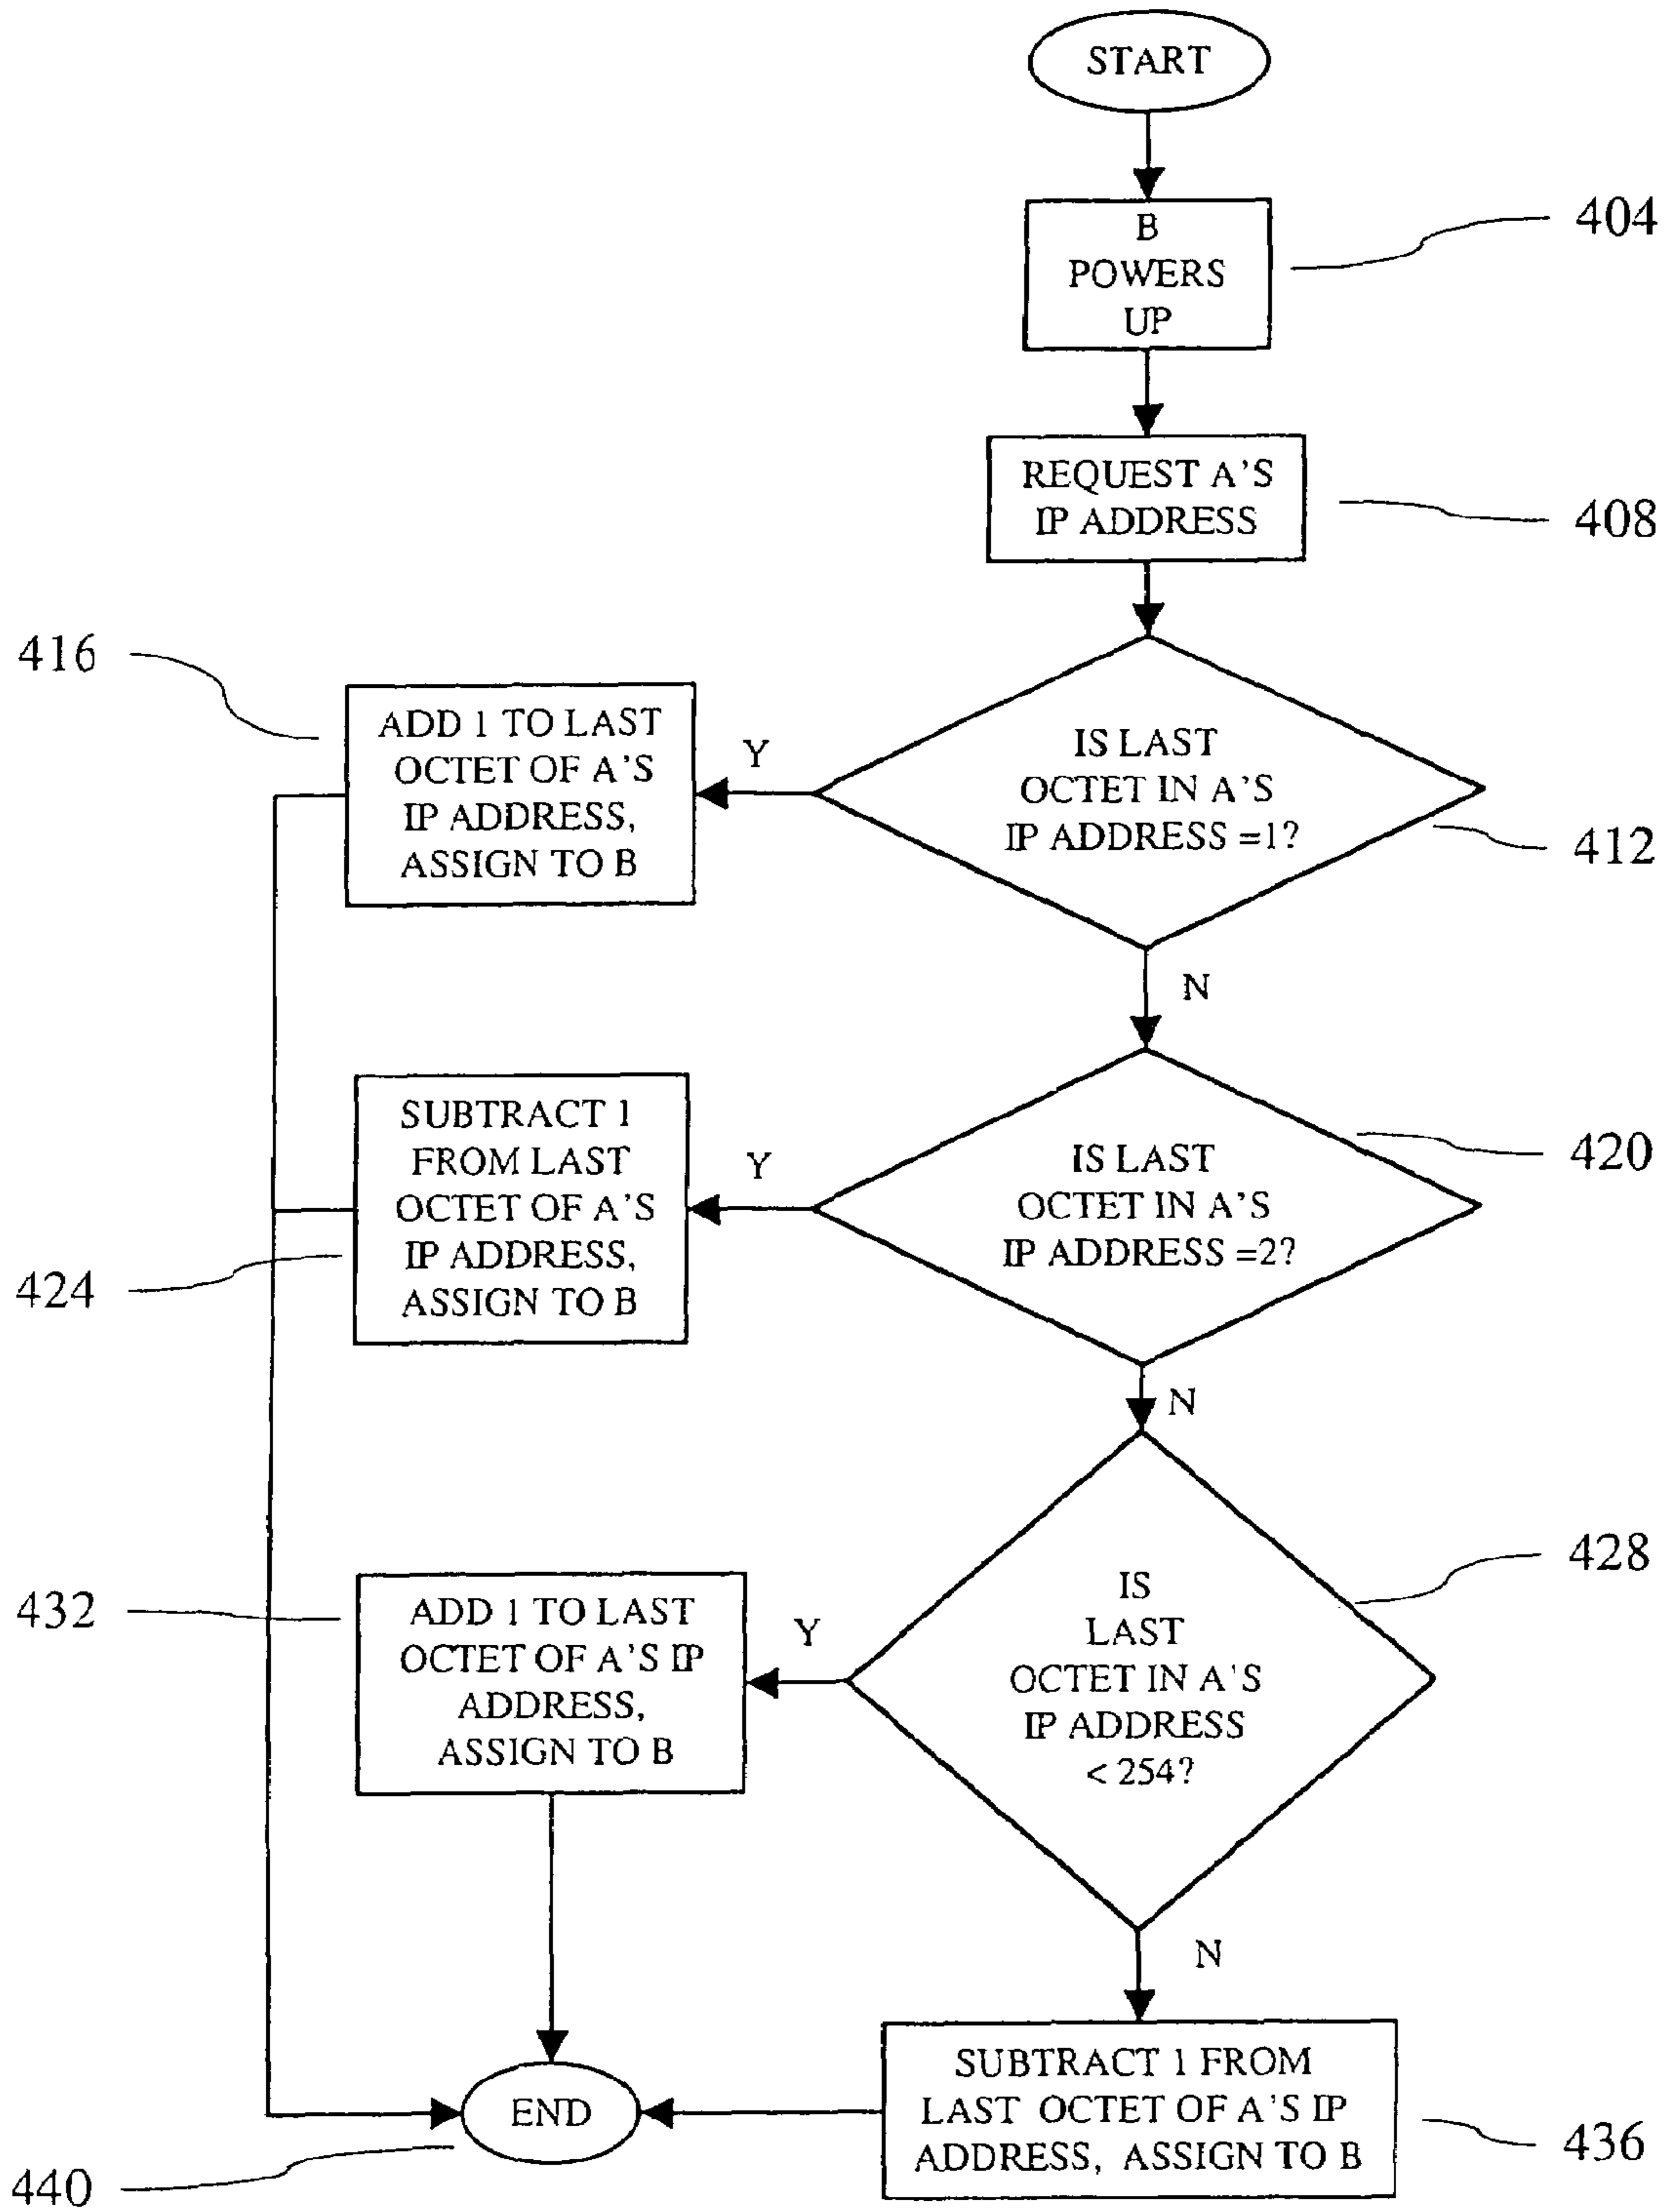 START
B
POWERS
UP
404
REQUEST A'S
IP ADDRESS
408
416
ADD 1 TO LAST
OCTET OF A'S
IP ADDRESS,
ASSIGN TO B
Y
IS LAST
OCTET IN A'S
IP ADDRESS =1?
412
N
SUBTRACT 1
FROM LAST
OCTET OF A'S
IP ADDRESS,
ASSIGN TO B
424
Y
IS LAST
OCTET IN A'S
IP ADDRESS =2?
420
N
432
ADD 1 TO LAST
OCTET OF A'S IP
ADDRESS,
ASSIGN TO B
Y
IS
LAST
OCTET IN A'S
IP ADDRESS
< 254?
428
N
END
440
SUBTRACT 1 FROM
LAST OCTET OF A'S IP
ADDRESS, ASSIGN TO B
436